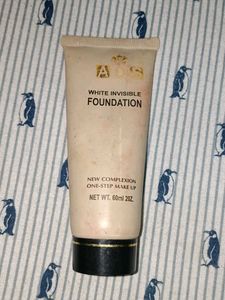 ADS
WHITE INVISIBLE
FOUNDATION
NEW COMPLEXION
ONE-STEP MAKE UP
NET WT. 60ml 2OZ.